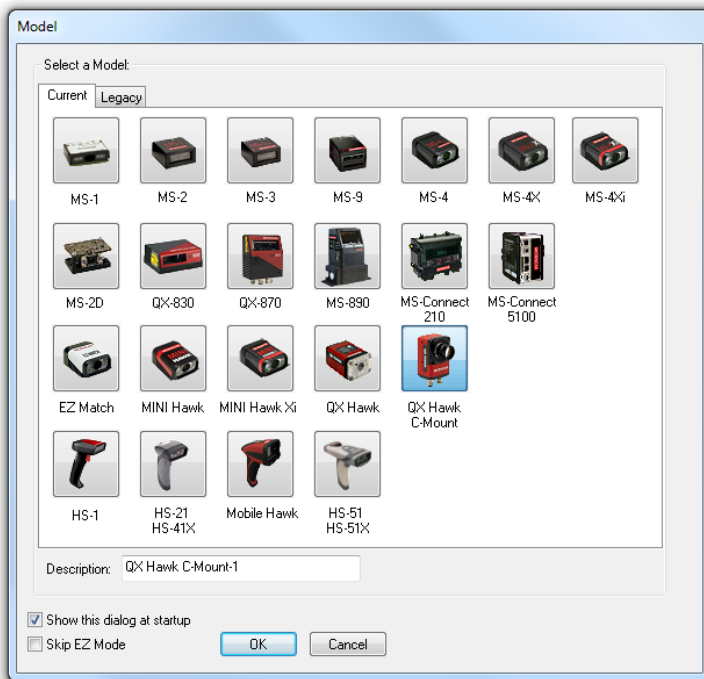 Model
Select a Model:
Current Legacy
MS-1 MS-2 MS-3 MS-9 MS-4 MS-4X MS-4Xi
MS-2D QX-830 QX-870 MS-890 MS-Connect 210 MS-Connect 5100
EZ Match MINI Hawk MINI Hawk Xi QX Hawk QX Hawk C-Mount
HS-1 HS-21 HS-41X Mobile Hawk HS-51 HS-51X
Description: QX Hawk C-Mount-1
Show this dialog at startup
Skip EZ Mode OK Cancel